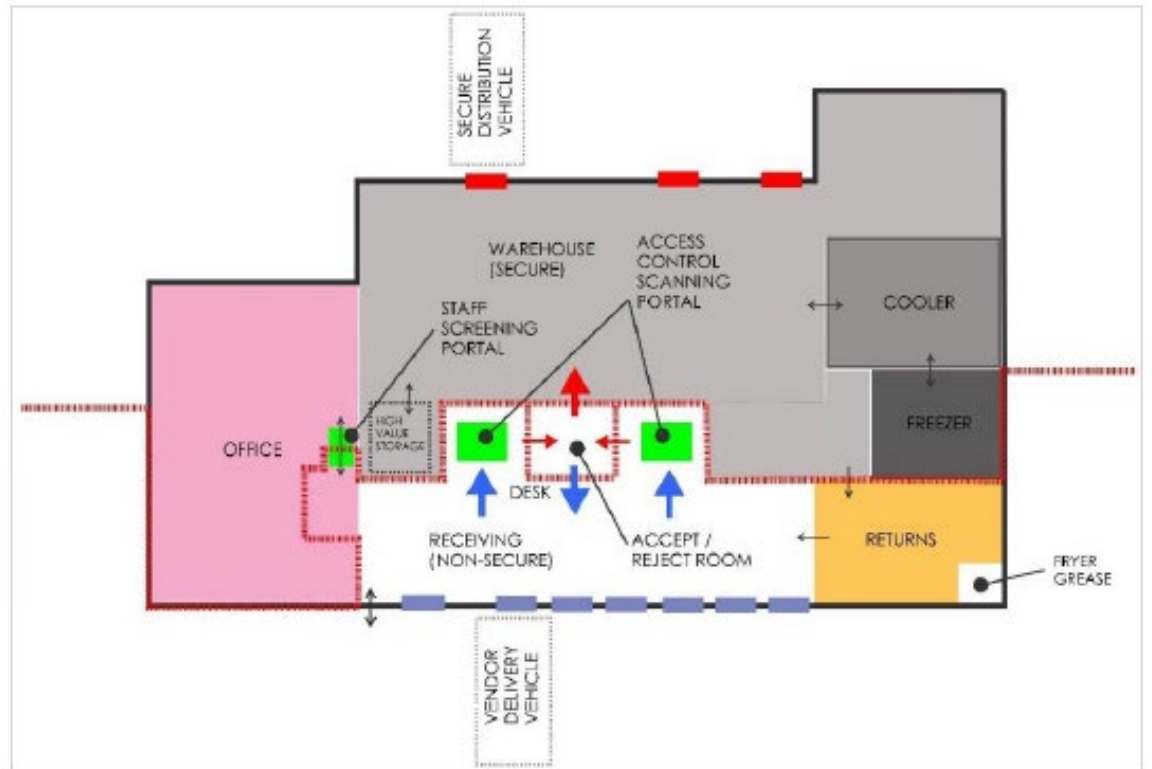 SECURE
DISTRIBUTION
VEHICLE
WAREHOUSE
(SECURE)
ACCESS
CONTROL
SCANNING
PORTAL
COOLER
STAFF
SCREENING
PORTAL
HIGH
VALUE
STORAGE
FREEZER
OFFICE
DESK
RECEIVING
(NON-SECURE)
ACCEPT /
REJECT ROOM
RETURNS
FRYER
GREASE
VENDOR
DELIVERY
VEHICLE